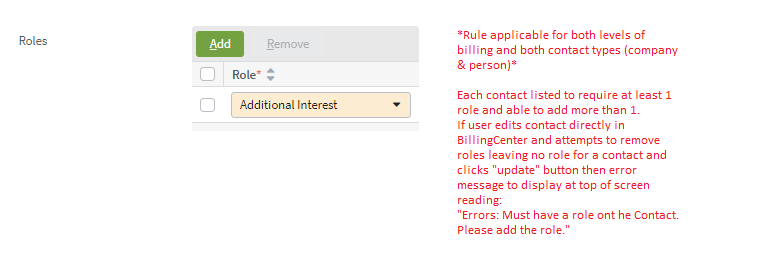 Roles
Add
Remove
Role*
Additional Interest
*Rule applicable for both levels of
billing and both contact types (company
& person)*
Each contact listed to require at least 1
role and able to add more than 1.
If user edits contact directly in
BillingCenter and attempts to remove
roles leaving no role for a contact and
clicks "update" button then error
message to display at top of screen
reading:
"Errors: Must have a role ont he Contact.
Please add the role."